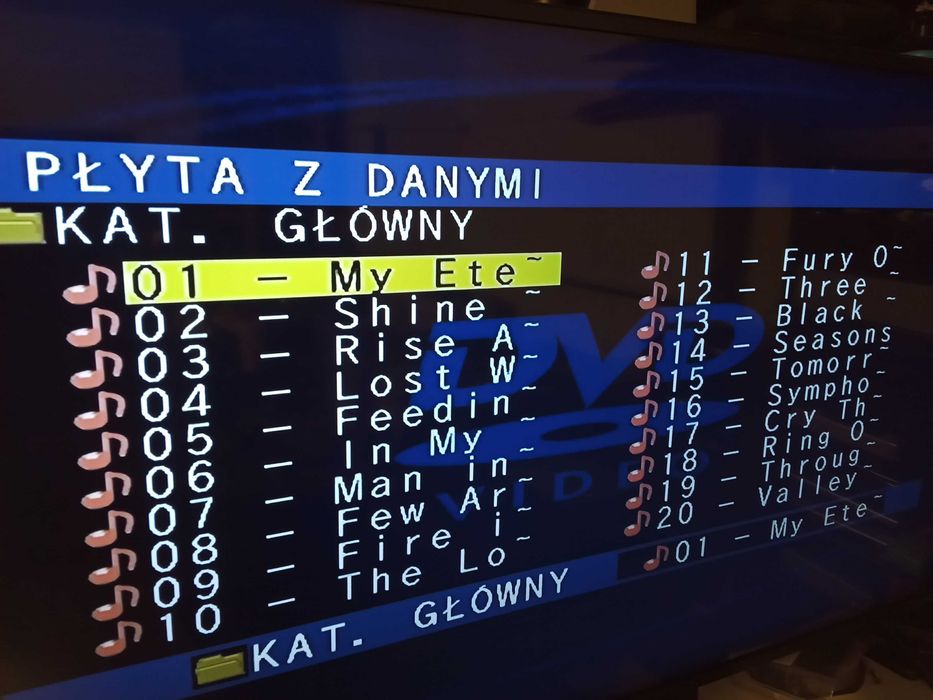 PŁYTA Z DANYMI
KAT. GŁÓWNY
01 - My Ete~
02 - Shine ~
03 - Rise A~
04 - Lost W~
05 - Feedin~
06 - In My ~
07 - Man in~
08 - Few Ar~
09 - Fire i~
10 - The Lo~
11 - Fury O~
12 - Three ~
13 - Black ~
14 - Seasons
15 - Tomorr~
16 - Sympho~
17 - Cry Th~
18 - Ring O~
19 - Throug~
20 - Valley ~
DVD
VIDEO
KAT. GŁÓWNY
01 - My Ete~